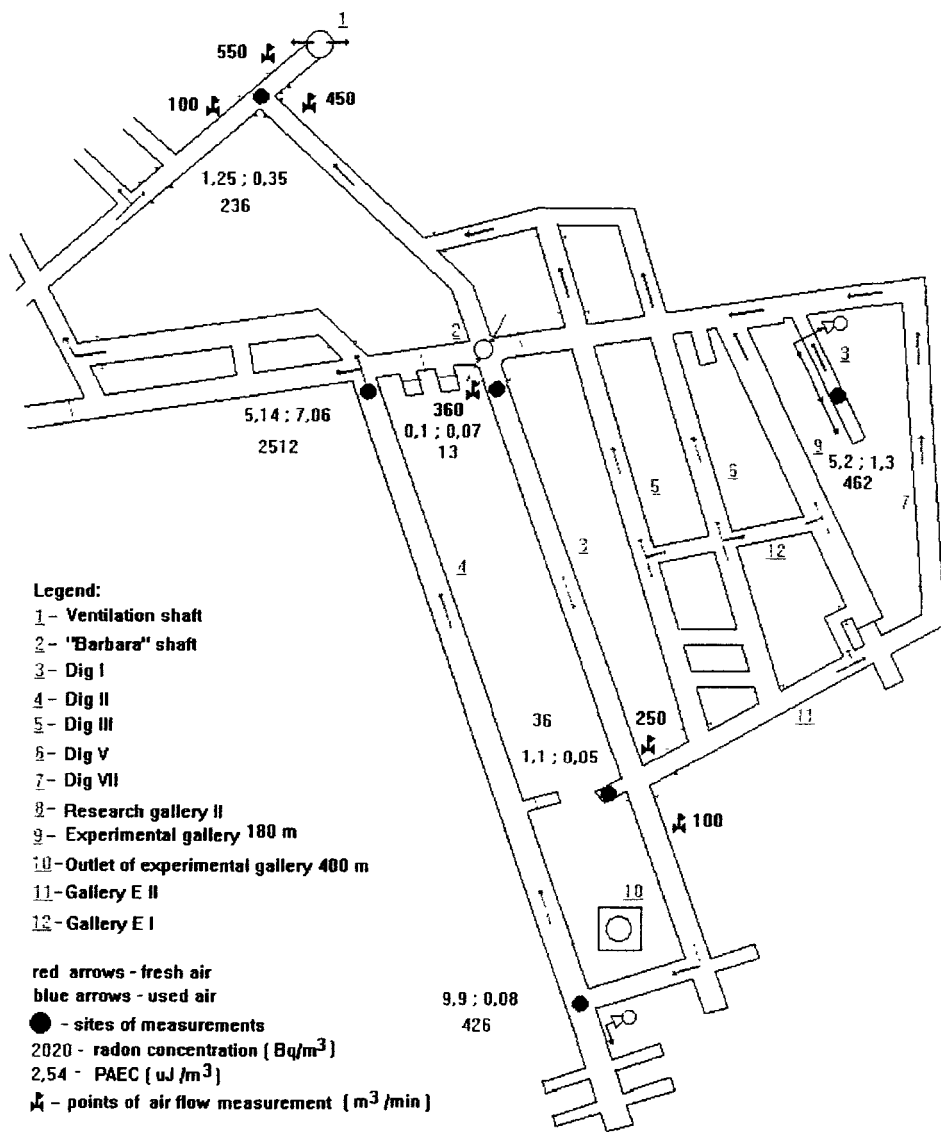 1
550
100
450
1,25 ; 0,35
236
2
3
5,14 ; 7,06
2512
360
0,1 ; 0,07
13
9
5,2 ; 1,3
462
5
6
7
4
3
12
Legend:
1 - Ventilation shaft
2 - "Barbara" shaft
3 - Dig I
4 - Dig II
5 - Dig III
6 - Dig V
7 - Dig VII
8 - Research gallery II
9 - Experimental gallery 180 m
10 - Outlet of experimental gallery 400 m
11 - Gallery E II
12 - Gallery E I
36
1,1 ; 0,05
250
11
100
10
red arrows - fresh air
blue arrows - used air
- sites of measurements
2020 - radon concentration ( Bq/m³ )
2,54 - PAEC ( uJ /m³ )
- points of air flow measurement ( m³ /min )
9,9 ; 0,08
426